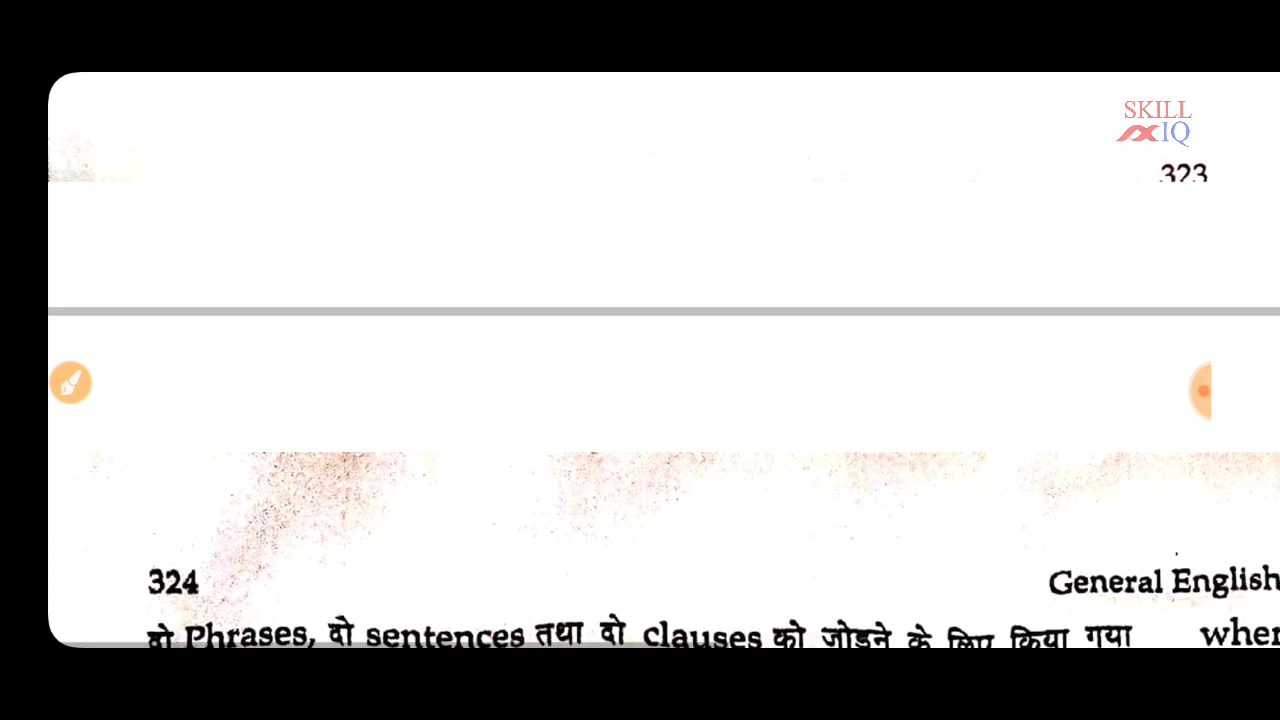 SKILL
IQ
323
324
General English
दो Phrases, दो sentences तथा दो clauses को जोड़ने के लिए किया गया